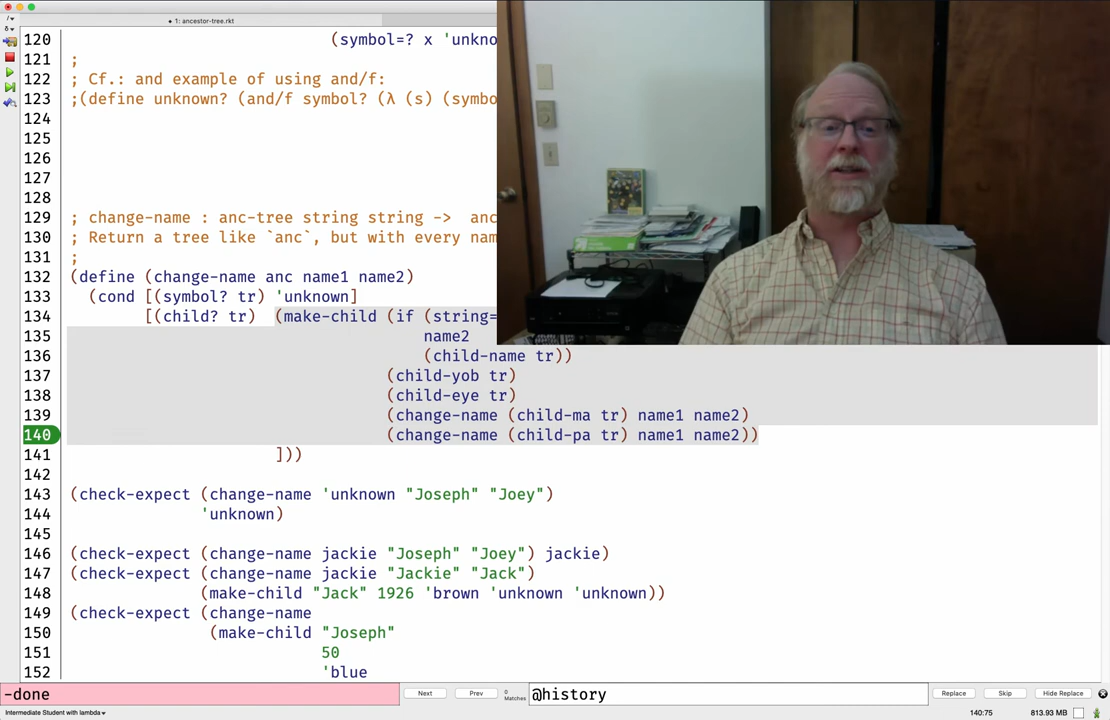 1: ancestor-tree.rkt
120 (symbol=? x 'unkno
121 ;
122 ; Cf.: and example of using and/f:
123 ;(define unknown? (and/f symbol? (λ (s) (symbo
124
125
126
127
128
129 ; change-name : anc-tree string string -> anc
130 ; Return a tree like `anc`, but with every nam
131 ;
132 (define (change-name anc name1 name2)
133 (cond [(symbol? tr) 'unknown]
134 [(child? tr) (make-child (if (string=
135 name2
136 (child-name tr))
137 (child-yob tr)
138 (child-eye tr)
139 (change-name (child-ma tr) name1 name2)
140 (change-name (child-pa tr) name1 name2))
141 ]))
142
143 (check-expect (change-name 'unknown "Joseph" "Joey")
144 'unknown)
145
146 (check-expect (change-name jackie "Joseph" "Joey") jackie)
147 (check-expect (change-name jackie "Jackie" "Jack")
148 (make-child "Jack" 1926 'brown 'unknown 'unknown))
149 (check-expect (change-name
150 (make-child "Joseph"
151 50
152 'blue
-done Next Prev 0 Matches @history Replace Skip Hide Replace
Intermediate Student with lambda 140:75 813.93 MB